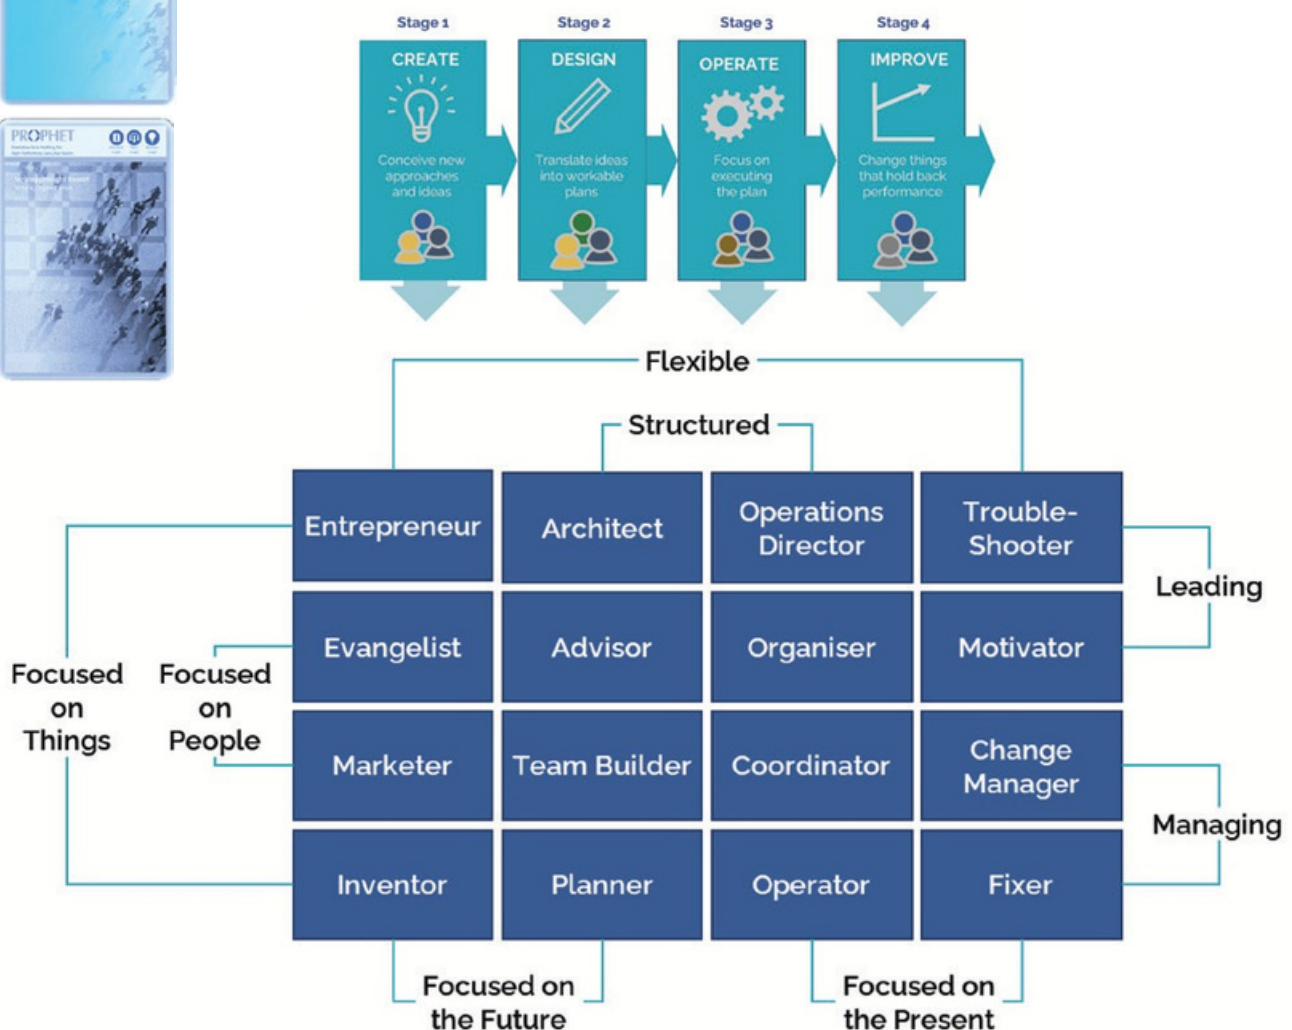 Stage 1
Stage 2
Stage 3
Stage 4
CREATE
Conceive new
approaches
and ideas
DESIGN
Translate ideas
into workable
plans
OPERATE
Focus on
executing
the plan
IMPROVE
Change things
that hold back
performance
PROPHET
Flexible
Structured
Entrepreneur
Architect
Operations
Director
Trouble-
Shooter
Leading
Evangelist
Advisor
Organiser
Motivator
Focused
on
Things
Focused
on
People
Marketer
Team Builder
Coordinator
Change
Manager
Managing
Inventor
Planner
Operator
Fixer
Focused on
the Future
Focused on
the Present